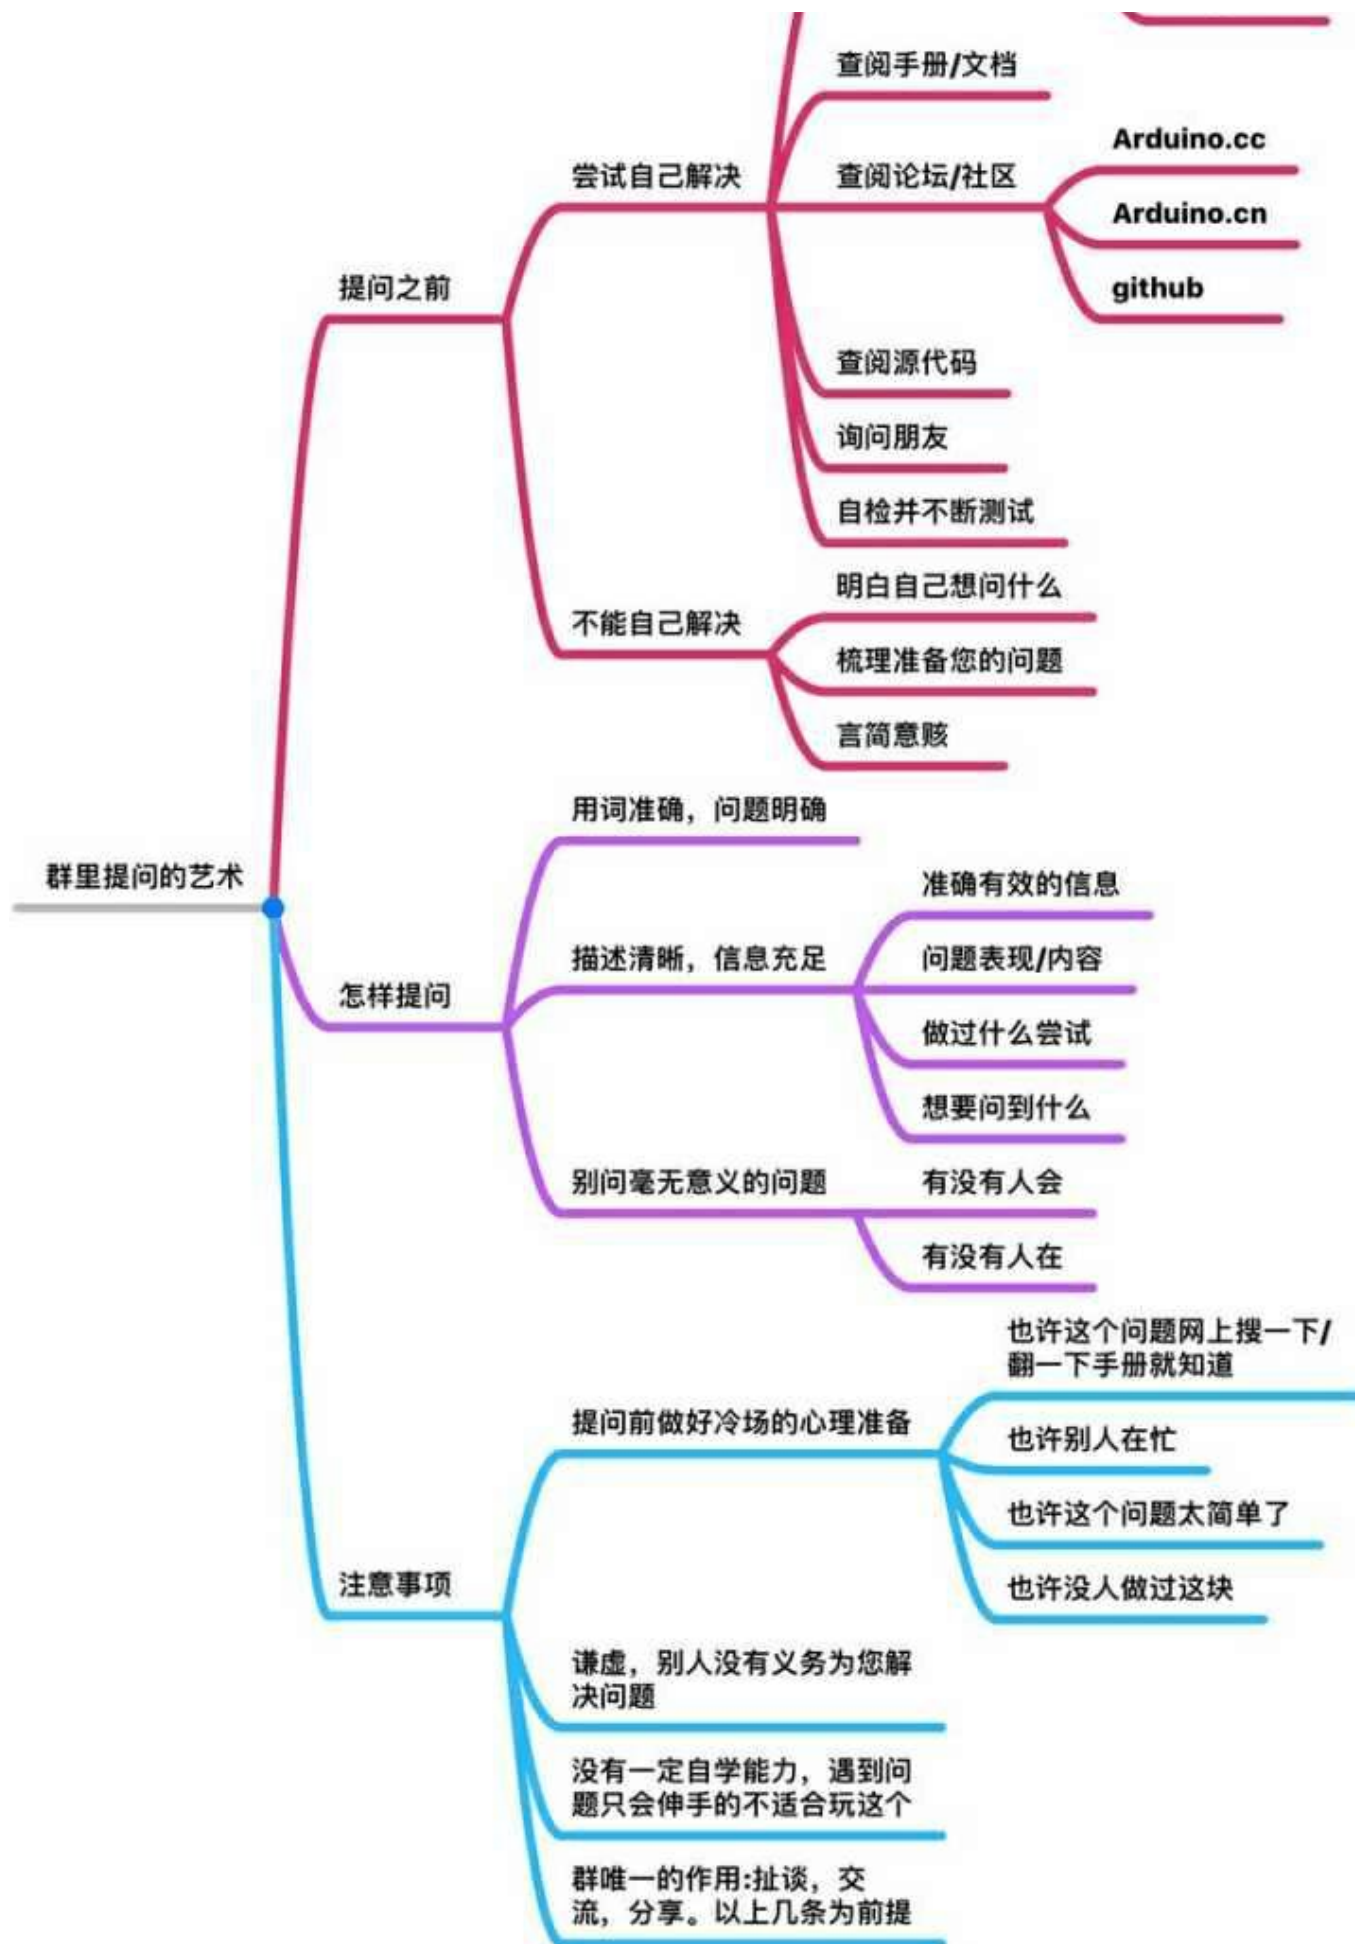 查阅手册/文档
Arduino.cc
尝试自己解决
查阅论坛/社区
Arduino.cn
提问之前
github
查阅源代码
询问朋友
自检并不断测试
明白自己想问什么
不能自己解决
梳理准备您的问题
言简意赅
用词准确，问题明确
群里提问的艺术
准确有效的信息
描述清晰，信息充足
问题表现/内容
怎样提问
做过什么尝试
想要问到什么
别问毫无意义的问题
有没有人会
有没有人在
也许这个问题网上搜一下/
翻一下手册就知道
提问前做好冷场的心理准备
也许别人在忙
也许这个问题太简单了
注意事项
也许没人做过这块
谦虚，别人没有义务为您解
决问题
没有一定自学能力，遇到问
题只会伸手的不适合玩这个
群唯一的作用:扯谈，交
流，分享。以上几条为前提